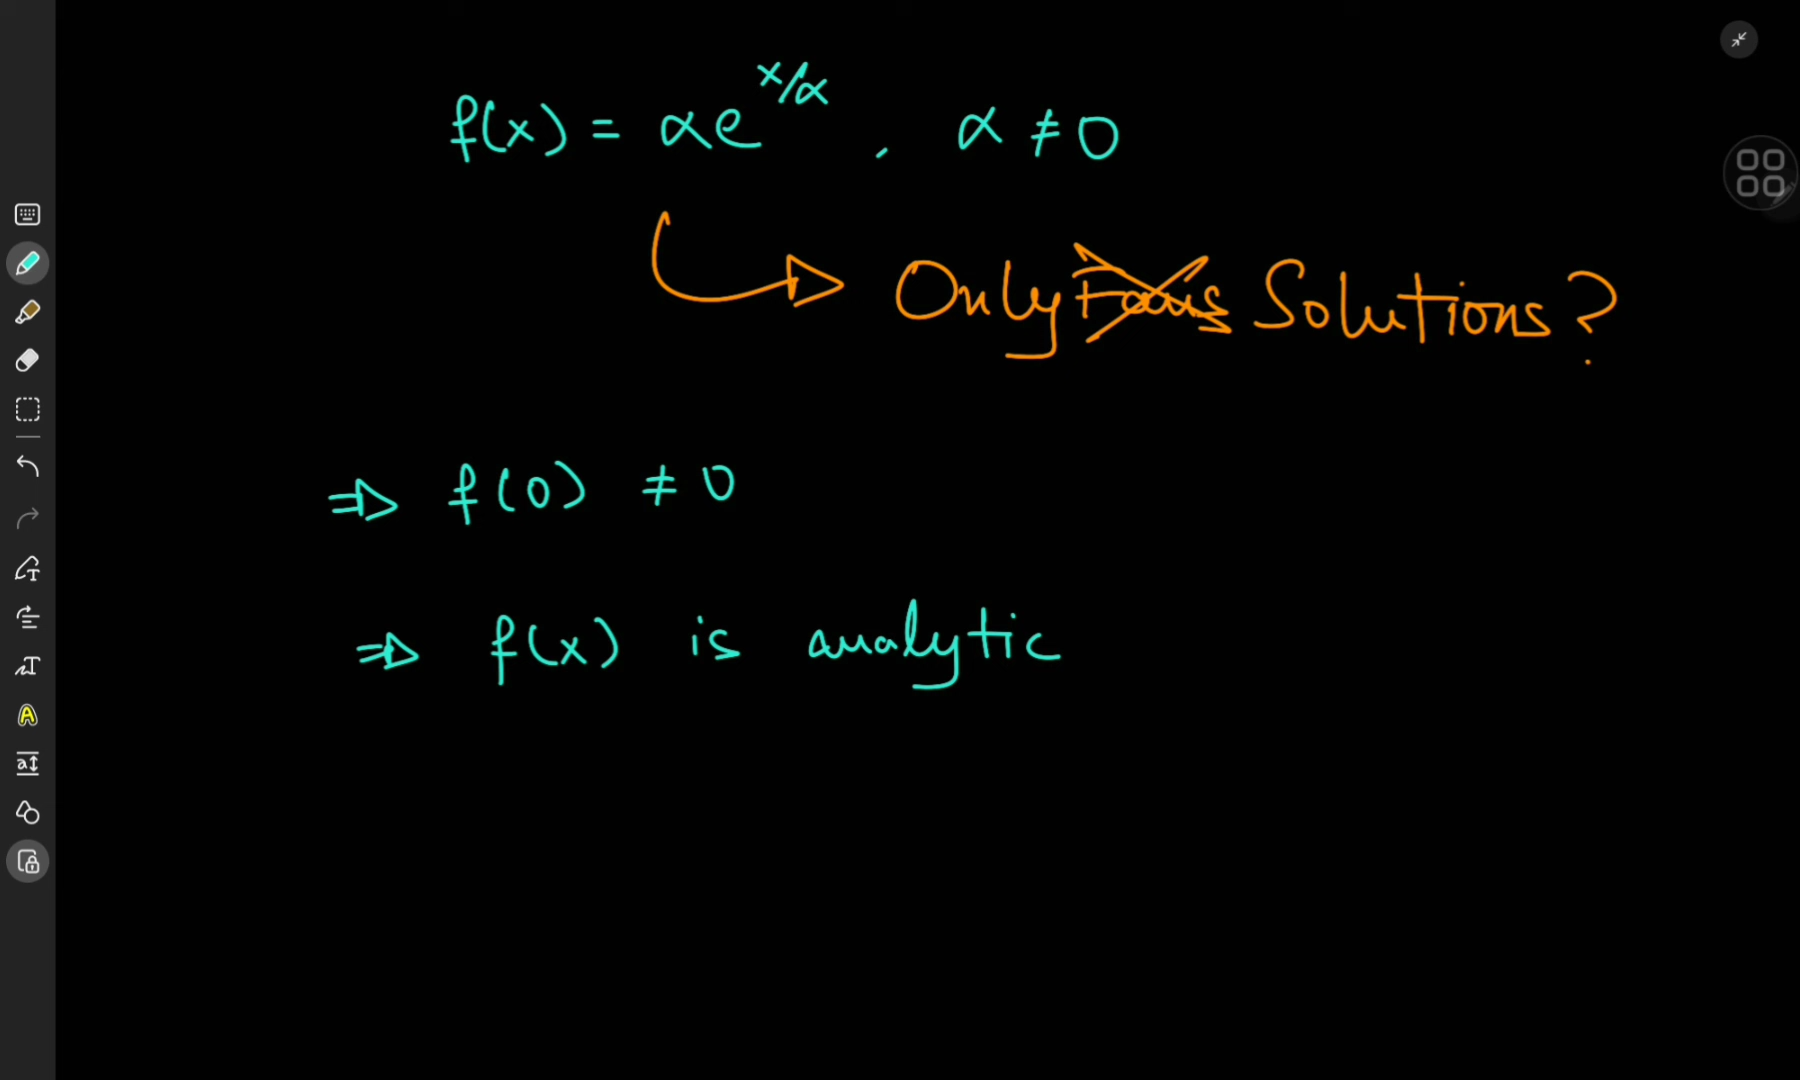 f(x) = αe^{x/α} , α ≠ 0
Only Solutions?
⇒ f(0) ≠ 0
⇒ f(x) is analytic